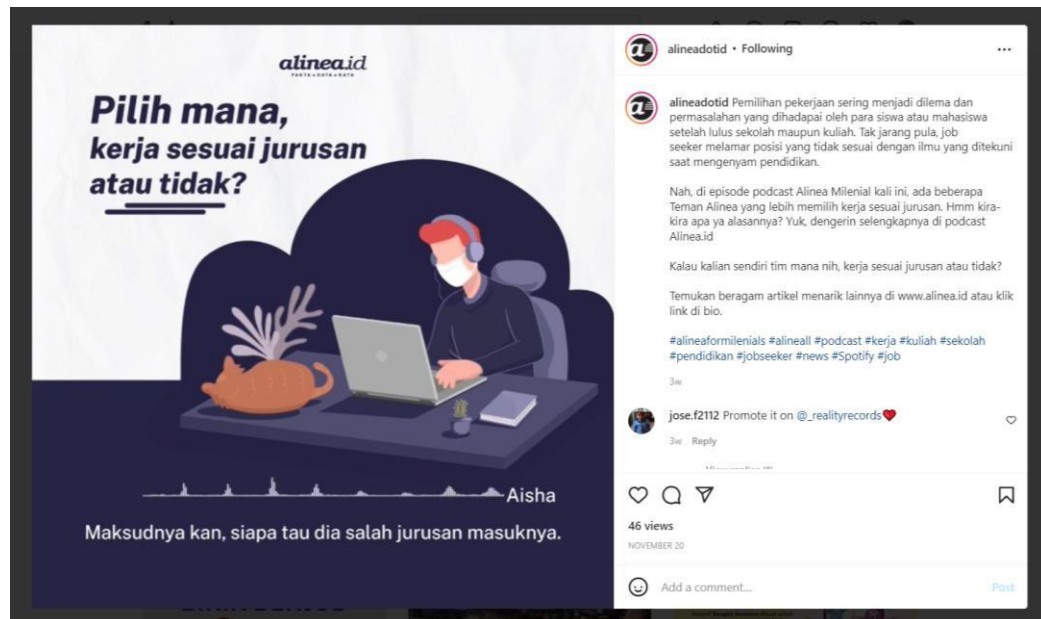 alinea.id
FAKTA • DATA • KATA
Pilih mana,
kerja sesuai jurusan
atau tidak?
Aisha
Maksudnya kan, siapa tau dia salah jurusan masuknya.
alineadotid • Following
alineadotid Pemilihan pekerjaan sering menjadi dilema dan
permasalahan yang dihadapai oleh para siswa atau mahasiswa
setelah lulus sekolah maupun kuliah. Tak jarang pula, job
seeker melamar posisi yang tidak sesuai dengan ilmu yang ditekuni
saat mengenyam pendidikan.
Nah, di episode podcast Alinea Milenial kali ini, ada beberapa
Teman Alinea yang lebih memilih kerja sesuai jurusan. Hmm kira-
kira apa ya alasannya? Yuk, dengerin selengkapnya di podcast
Alinea.id
Kalau kalian sendiri tim mana nih, kerja sesuai jurusan atau tidak?
Temukan beragam artikel menarik lainnya di www.alinea.id atau klik
link di bio.
#alineaformilenials #alineall #podcast #kerja #kuliah #sekolah
#pendidikan #jobseeker #news #Spotify #job
3w
jose.f2112 Promote it on @_realityrecords❤
3w Reply
46 views
NOVEMBER 20
Add a comment...
Post